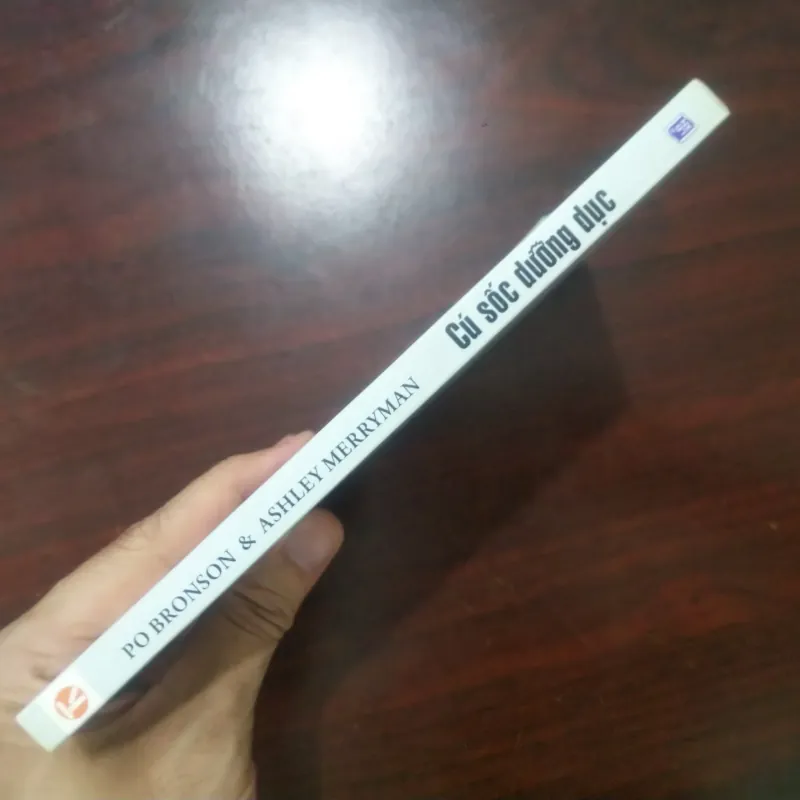 PO BRONSON & ASHLEY MERRYMAN
Cú sốc dưỡng dục